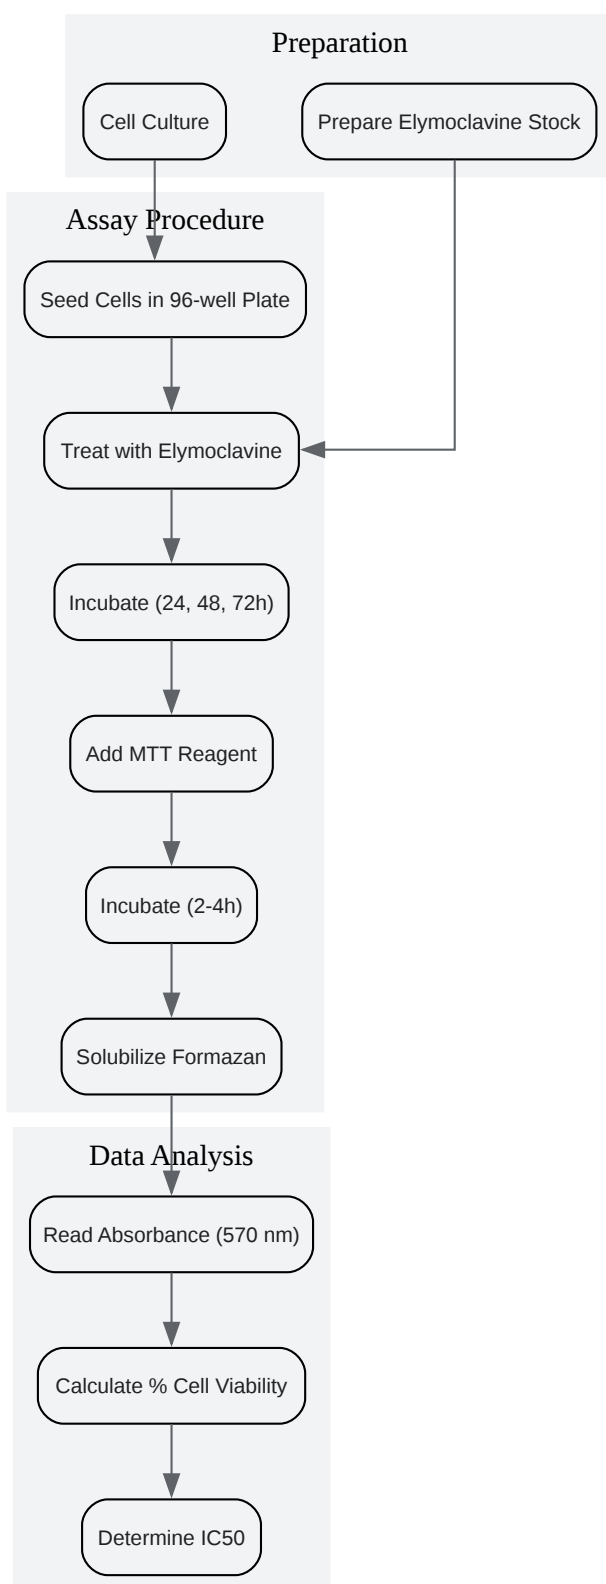 Preparation
Cell Culture
Prepare Elymoclavine Stock
Assay Procedure
Seed Cells in 96-well Plate
Treat with Elymoclavine
Incubate (24, 48, 72h)
Add MTT Reagent
Incubate (2-4h)
Solubilize Formazan
Data Analysis
Read Absorbance (570 nm)
Calculate % Cell Viability
Determine IC50